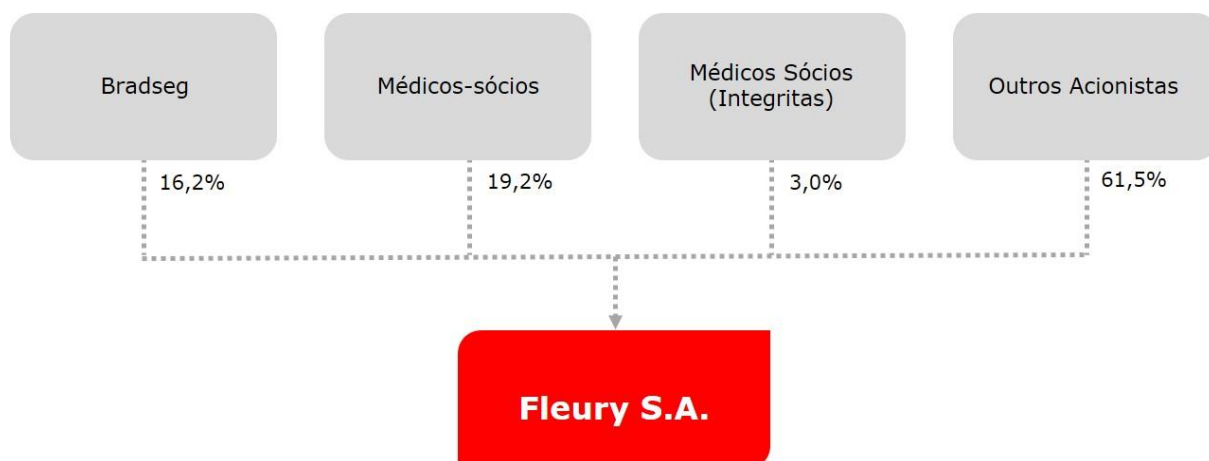 Bradseg
Médicos-sócios
Médicos Sócios
(Integritas)
Outros Acionistas
16,2%
19,2%
3,0%
61,5%
Fleury S.A.